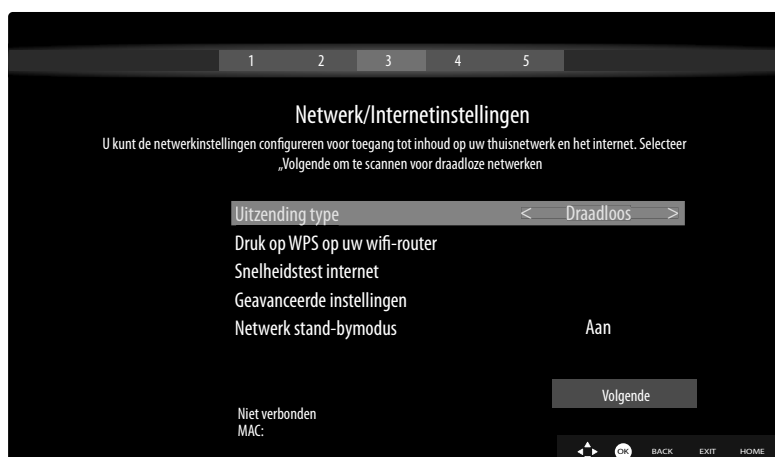 1 2 3 4 5
Netwerk/Internetinstellingen
U kunt de netwerkinstellingen configureren voor toegang tot inhoud op uw thuisnetwerk en het internet. Selecteer
„Volgende om te scannen voor draadloze netwerken
Uitzending type < Draadloos >
Druk op WPS op uw wifi-router
Snelheidstest internet
Geavanceerde instellingen
Netwerk stand-bymodus Aan
Volgende
Niet verbonden
MAC:
OK BACK EXIT HOME